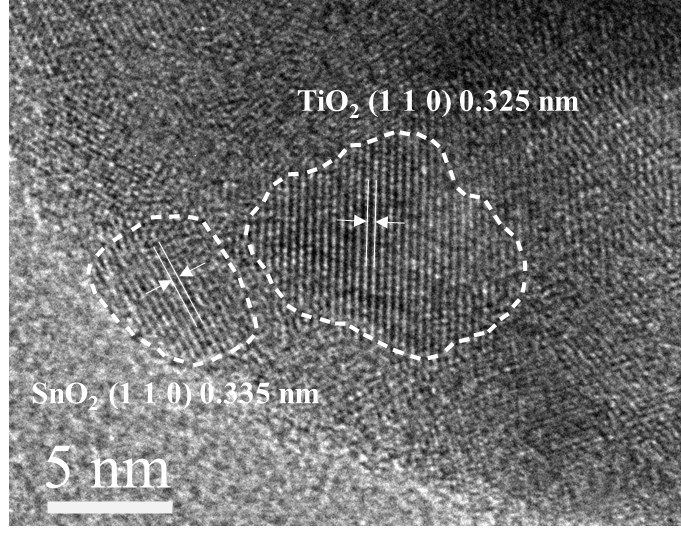 TiO₂ (1 1 0) 0.325 nm
SnO₂ (1 1 0) 0.335 nm
5 nm